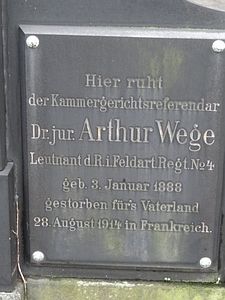 Hier ruht
der Kammergerichtsreferendar
Dr. jur. Arthur Wege
Leutnant d. R. i. Feldart. Regt. No 4
geb. 3. Januar 1888
gestorben für's Vaterland
28. August 1914 in Frankreich.